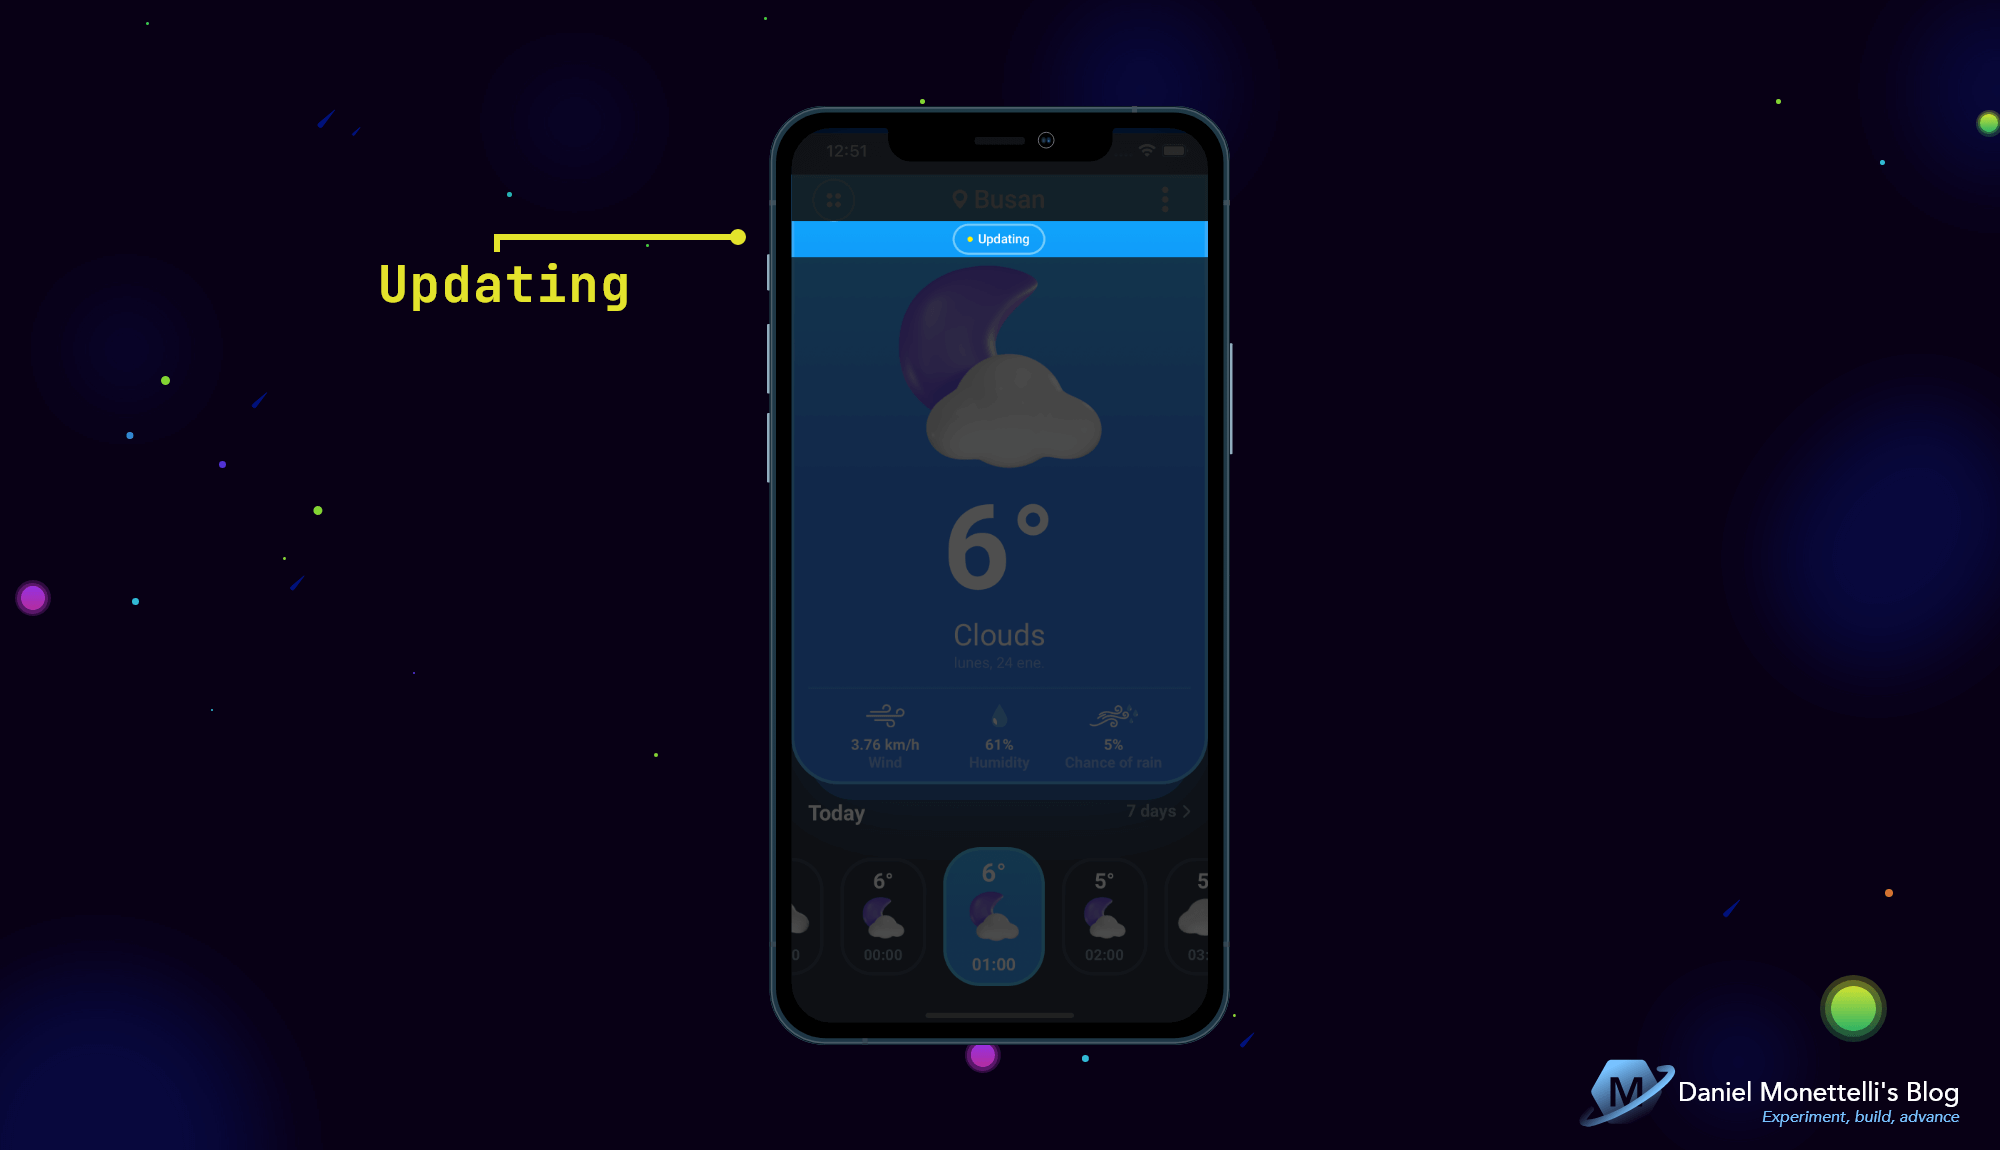 12:51
Busan
Updating
Updating
6°
Clouds
lunes, 24 ene.
3.76 km/h
61%
5%
Wind
Humidity
Chance of rain
Today
7 days
6°
6°
5°
5
0
00:00
01:00
02:00
03:
M
Daniel Monettelli's Blog
Experiment, build, advance